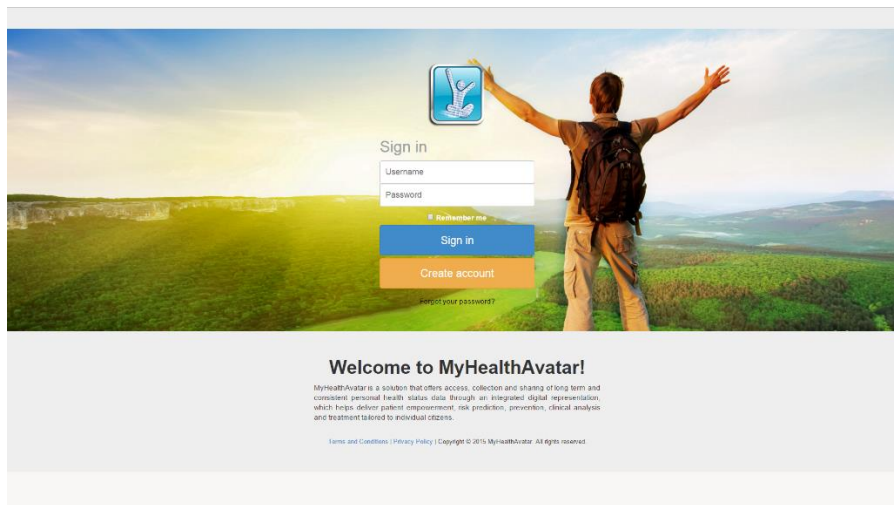 Sign in
Username
Password
Remember me
Sign in
Create account
Forgot your password?
Welcome to MyHealthAvatar!
MyHealthAvatar is a solution that offers access, collection and sharing of long term and
consistent personal health status data through an integrated digital representation,
which helps deliver patient empowerment, risk prediction, prevention, clinical analysis
and treatment tailored to individual citizens.
Terms and Conditions | Privacy Policy | Copyright © 2015 MyHealthAvatar. All rights reserved.